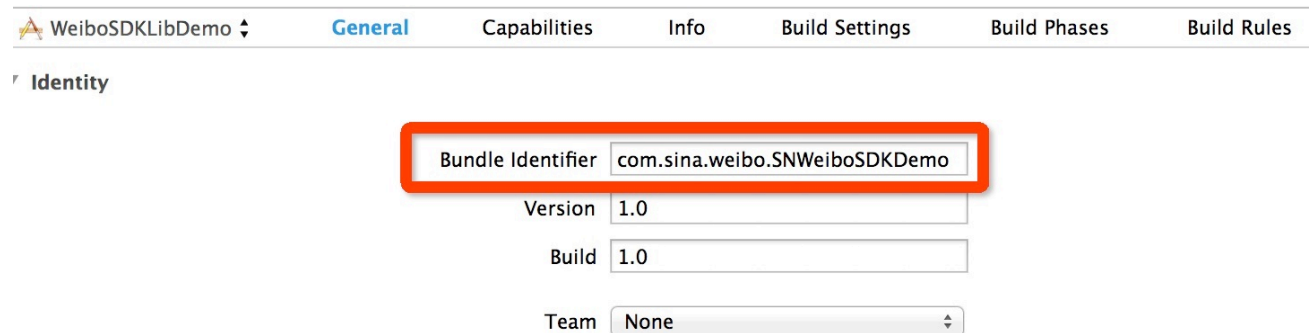 WeiboSDKLibDemo General Capabilities Info Build Settings Build Phases Build Rules
Identity
Bundle Identifier com.sina.weibo.SNWeiboSDKDemo
Version 1.0
Build 1.0
Team None